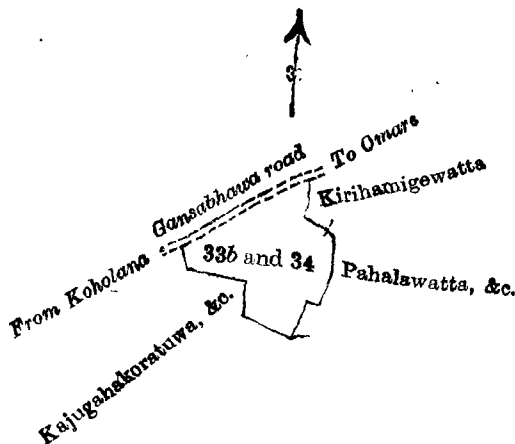 Gansabhawa road
To Omare
Kirihamigewatta
From Koholana
33b and 34
Pahalawatta, &c.
Kajugahakoratuwa, &c.